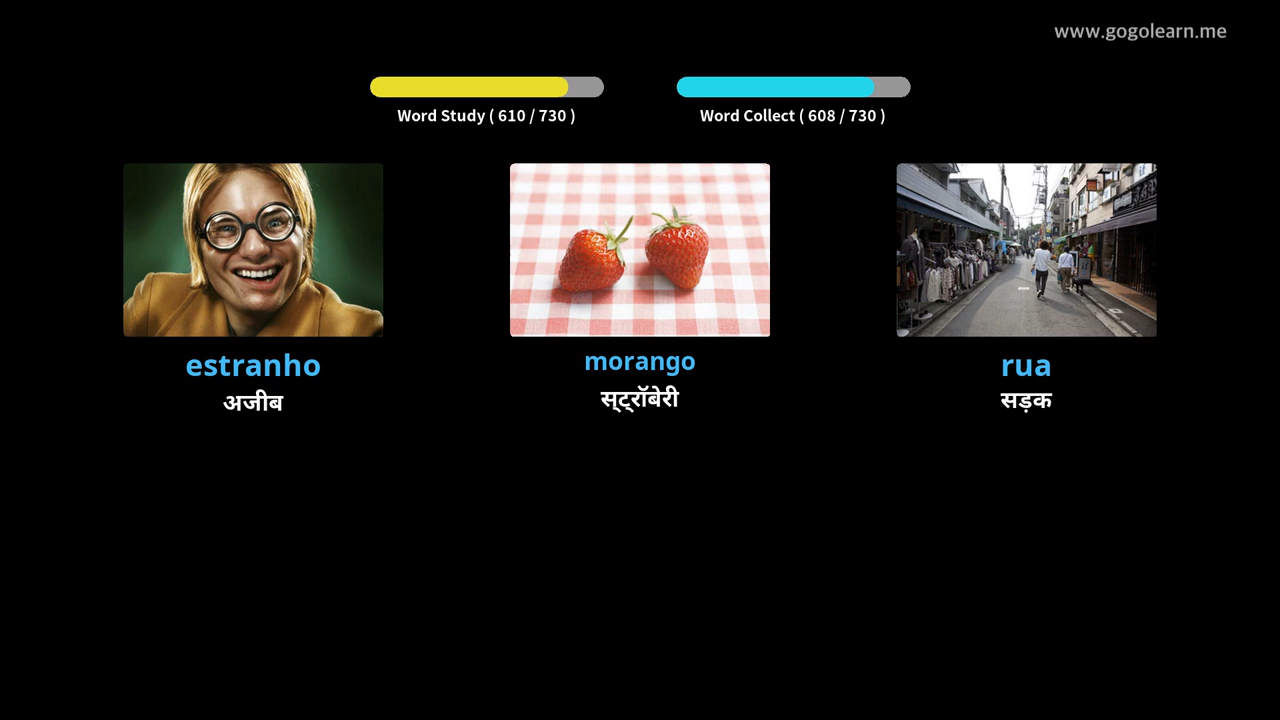 www.gogolearn.me
Word Study ( 610 / 730 )
Word Collect ( 608 / 730 )
estranho
अजीब
morango
स्ट्रॉबेरी
rua
सड़क